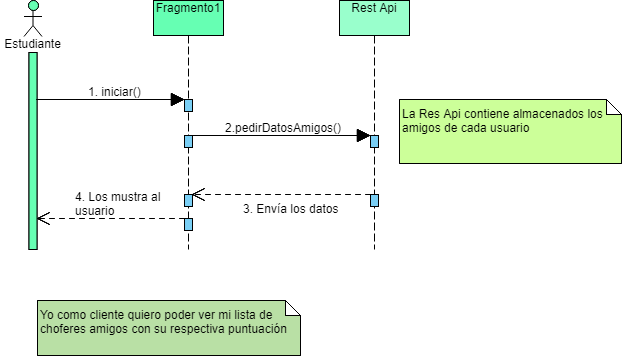 Fragmento1
Rest Api
Estudiante
1. iniciar()
La Res Api contiene almacenados los
amigos de cada usuario
2.pedirDatosAmigos()
4. Los mustra al
usuario
3. Envía los datos
Yo como cliente quiero poder ver mi lista de
choferes amigos con su respectiva puntuación